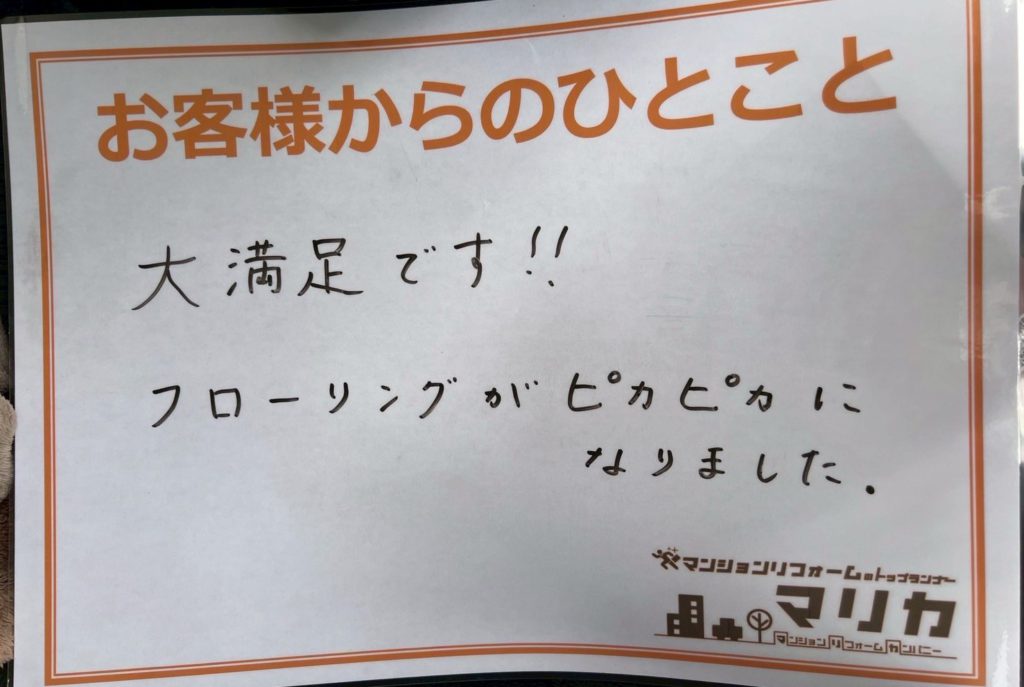 お客様からのひとこと
大満足です!!
フローリングがピカピカに
なりました.
マンションリフォームのトップランナー
マリカ
マンションリフォームカンパニー